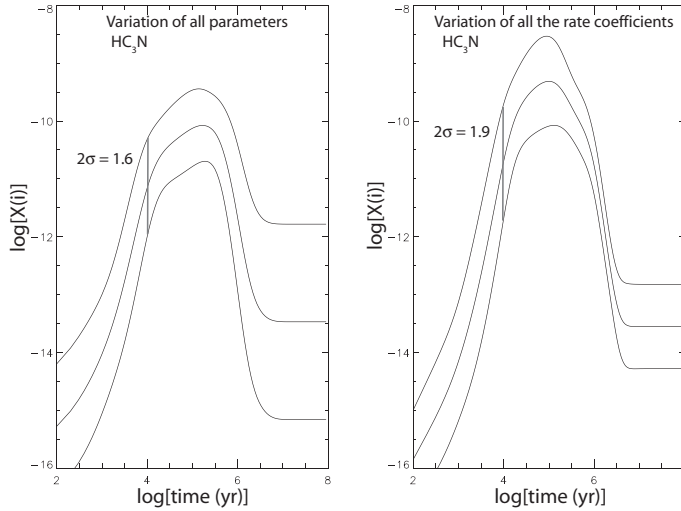 Variation of all parameters
HC₃N
2σ = 1.6
log[X(i)]
-8
-10
-12
-14
-16
2
4
6
8
log[time (yr)]
Variation of all the rate coefficients
HC₃N
2σ = 1.9
log[X(i)]
-8
-10
-12
-14
-16
2
4
6
log[time (yr)]